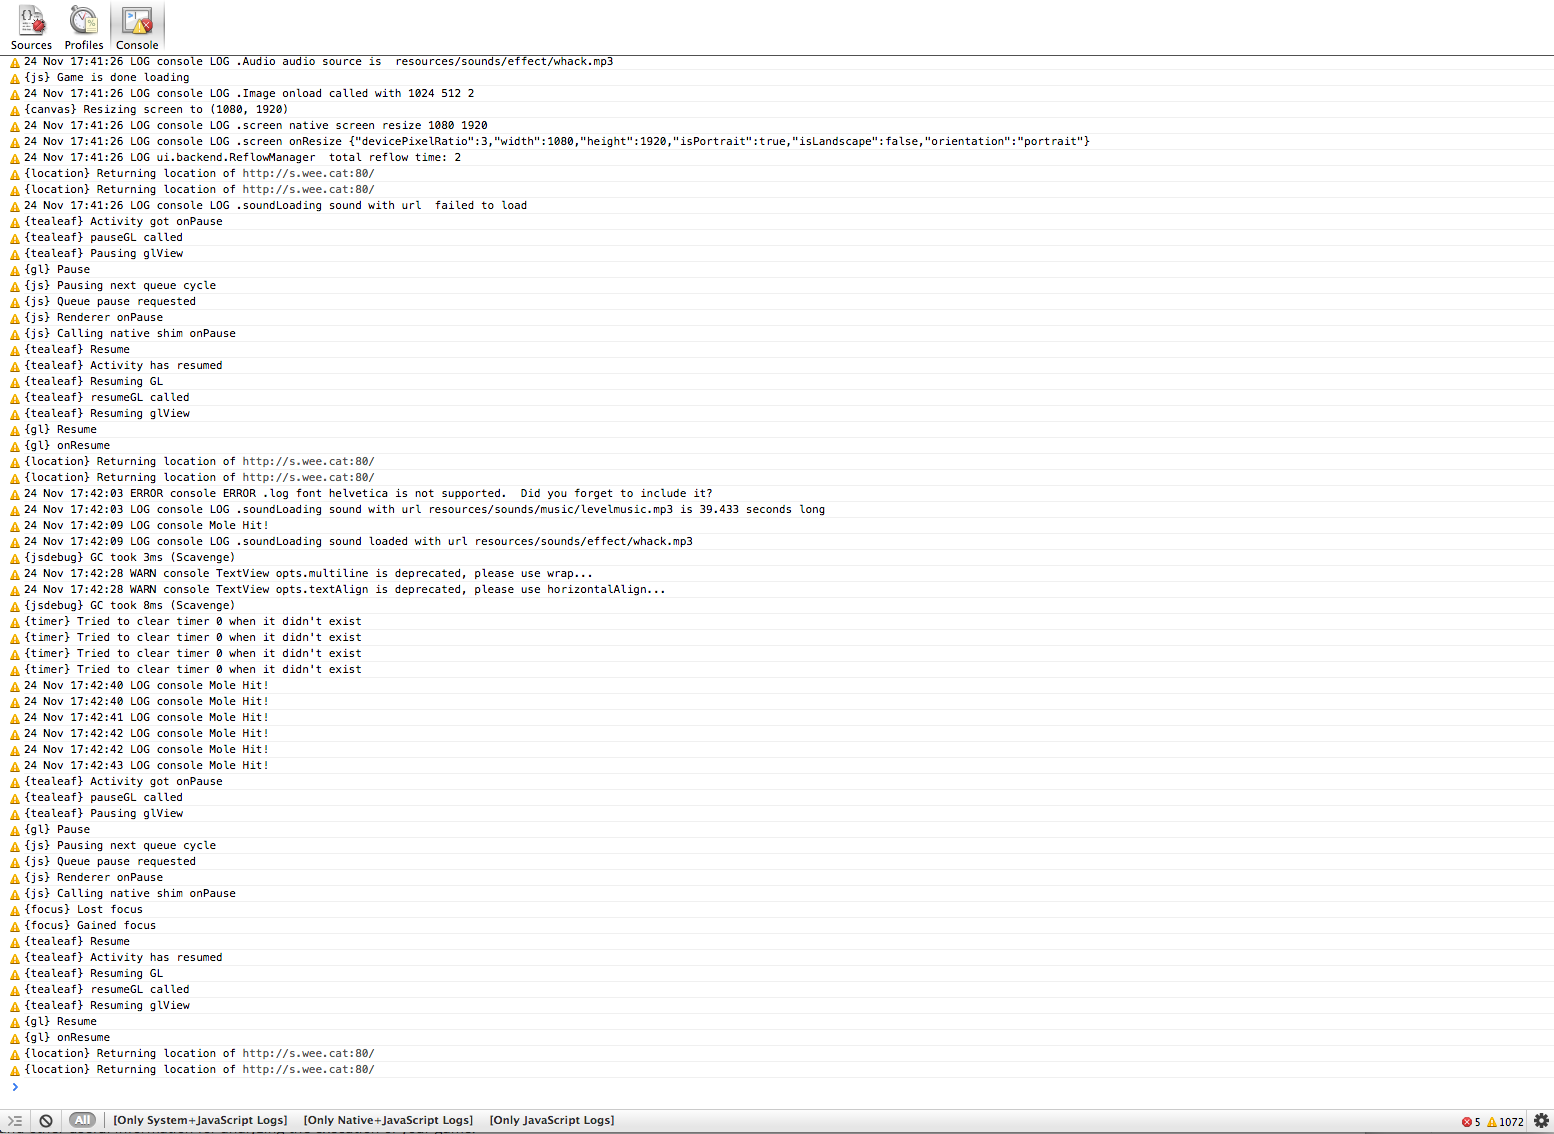 Sources Profiles Console
24 Nov 17:41:26 LOG console LOG .Audio audio source is  resources/sounds/effect/whack.mp3
{js} Game is done loading
24 Nov 17:41:26 LOG console LOG .Image onload called with 1024 512 2
{canvas} Resizing screen to (1080, 1920)
24 Nov 17:41:26 LOG console LOG .screen native screen resize 1080 1920
24 Nov 17:41:26 LOG console LOG .screen onResize {"devicePixelRatio":3,"width":1080,"height":1920,"isPortrait":true,"isLandscape":false,"orientation":"portrait"}
24 Nov 17:41:26 LOG ui.backend.ReflowManager  total reflow time: 2
{location} Returning location of http://s.wee.cat:80/
{location} Returning location of http://s.wee.cat:80/
24 Nov 17:41:26 LOG console LOG .soundLoading sound with url  failed to load
{tealeaf} Activity got onPause
{tealeaf} pauseGL called
{tealeaf} Pausing glView
{gl} Pause
{js} Pausing next queue cycle
{js} Queue pause requested
{js} Renderer onPause
{js} Calling native shim onPause
{tealeaf} Resume
{tealeaf} Activity has resumed
{tealeaf} Resuming GL
{tealeaf} resumeGL called
{tealeaf} Resuming glView
{gl} Resume
{gl} onResume
{location} Returning location of http://s.wee.cat:80/
{location} Returning location of http://s.wee.cat:80/
24 Nov 17:42:03 ERROR console ERROR .log font helvetica is not supported.  Did you forget to include it?
24 Nov 17:42:03 LOG console LOG .soundLoading sound with url resources/sounds/music/levelmusic.mp3 is 39.433 seconds long
24 Nov 17:42:09 LOG console Mole Hit!
24 Nov 17:42:09 LOG console LOG .soundLoading sound loaded with url resources/sounds/effect/whack.mp3
{jsdebug} GC took 3ms (Scavenge)
24 Nov 17:42:28 WARN console TextView opts.multiline is deprecated, please use wrap...
24 Nov 17:42:28 WARN console TextView opts.textAlign is deprecated, please use horizontalAlign...
{jsdebug} GC took 8ms (Scavenge)
{timer} Tried to clear timer 0 when it didn't exist
{timer} Tried to clear timer 0 when it didn't exist
{timer} Tried to clear timer 0 when it didn't exist
{timer} Tried to clear timer 0 when it didn't exist
24 Nov 17:42:40 LOG console Mole Hit!
24 Nov 17:42:40 LOG console Mole Hit!
24 Nov 17:42:41 LOG console Mole Hit!
24 Nov 17:42:42 LOG console Mole Hit!
24 Nov 17:42:42 LOG console Mole Hit!
24 Nov 17:42:43 LOG console Mole Hit!
{tealeaf} Activity got onPause
{tealeaf} pauseGL called
{tealeaf} Pausing glView
{gl} Pause
{js} Pausing next queue cycle
{js} Queue pause requested
{js} Renderer onPause
{js} Calling native shim onPause
{focus} Lost focus
{focus} Gained focus
{tealeaf} Resume
{tealeaf} Activity has resumed
{tealeaf} Resuming GL
{tealeaf} resumeGL called
{tealeaf} Resuming glView
{gl} Resume
{gl} onResume
{location} Returning location of http://s.wee.cat:80/
{location} Returning location of http://s.wee.cat:80/
All [Only System+JavaScript Logs] [Only Native+JavaScript Logs] [Only JavaScript Logs] 5 1072